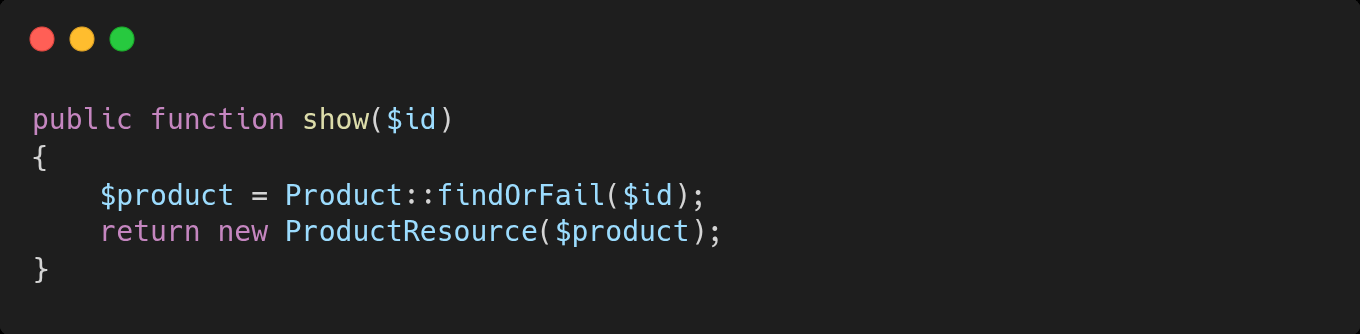 public function show($id)
{
    $product = Product::findOrFail($id);
    return new ProductResource($product);
}